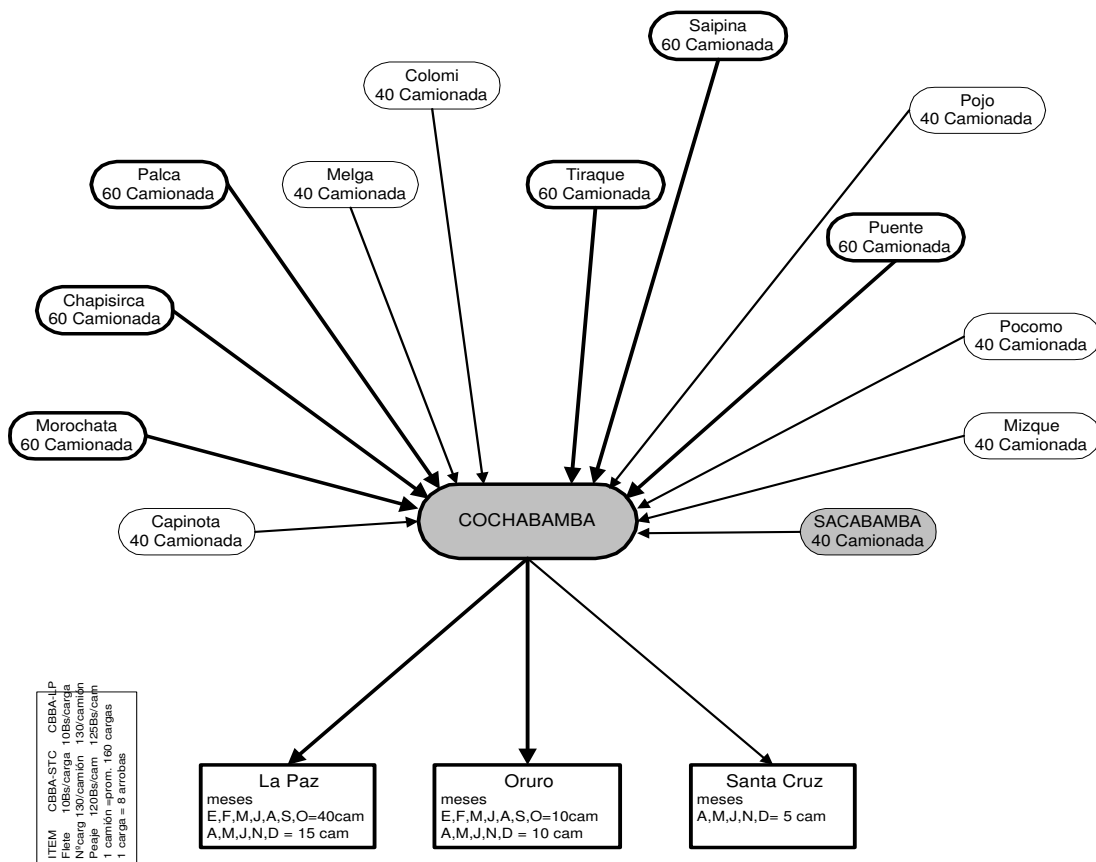 Saipina
60 Camionada
Colomi
40 Camionada
Pojo
40 Camionada
Palca
60 Camionada
Melga
40 Camionada
Tiraque
60 Camionada
Puente
60 Camionada
Chapisirca
60 Camionada
Pocomo
40 Camionada
Morochata
60 Camionada
Mizque
40 Camionada
Capinota
40 Camionada
COCHABAMBA
SACABAMBA
40 Camionada
ITEM CBBA-STC CBBA-LP
Flete 10Bs/carga 10Bs/carga
Nºcarg 130/camión 130/camión
Peaje 120Bs/cam 125Bs/cam
1 camión =prom. 160 cargas
1 carga = 8 arrobas
La Paz
meses
E,F,M,J,A,S,O=40cam
A,M,J,N,D = 15 cam
Oruro
meses
E,F,M,J,A,S,O=10cam
A,M,J,N,D = 10 cam
Santa Cruz
meses
A,M,J,N,D= 5 cam